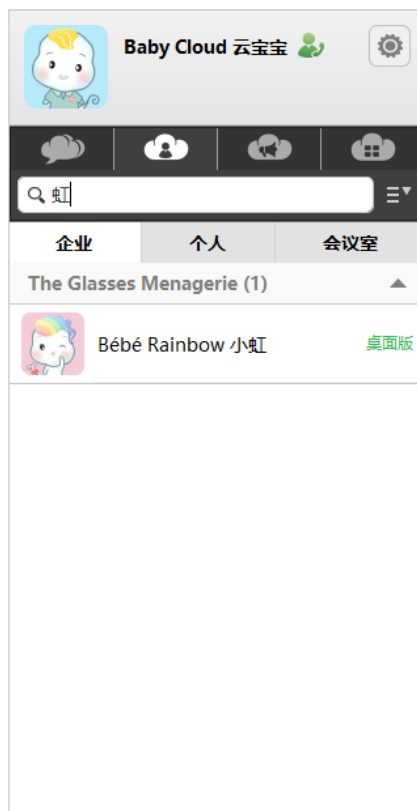 Baby Cloud 云宝宝
虹
企业 个人 会议室
The Glasses Menagerie (1)
Bébé Rainbow 小虹 桌面版